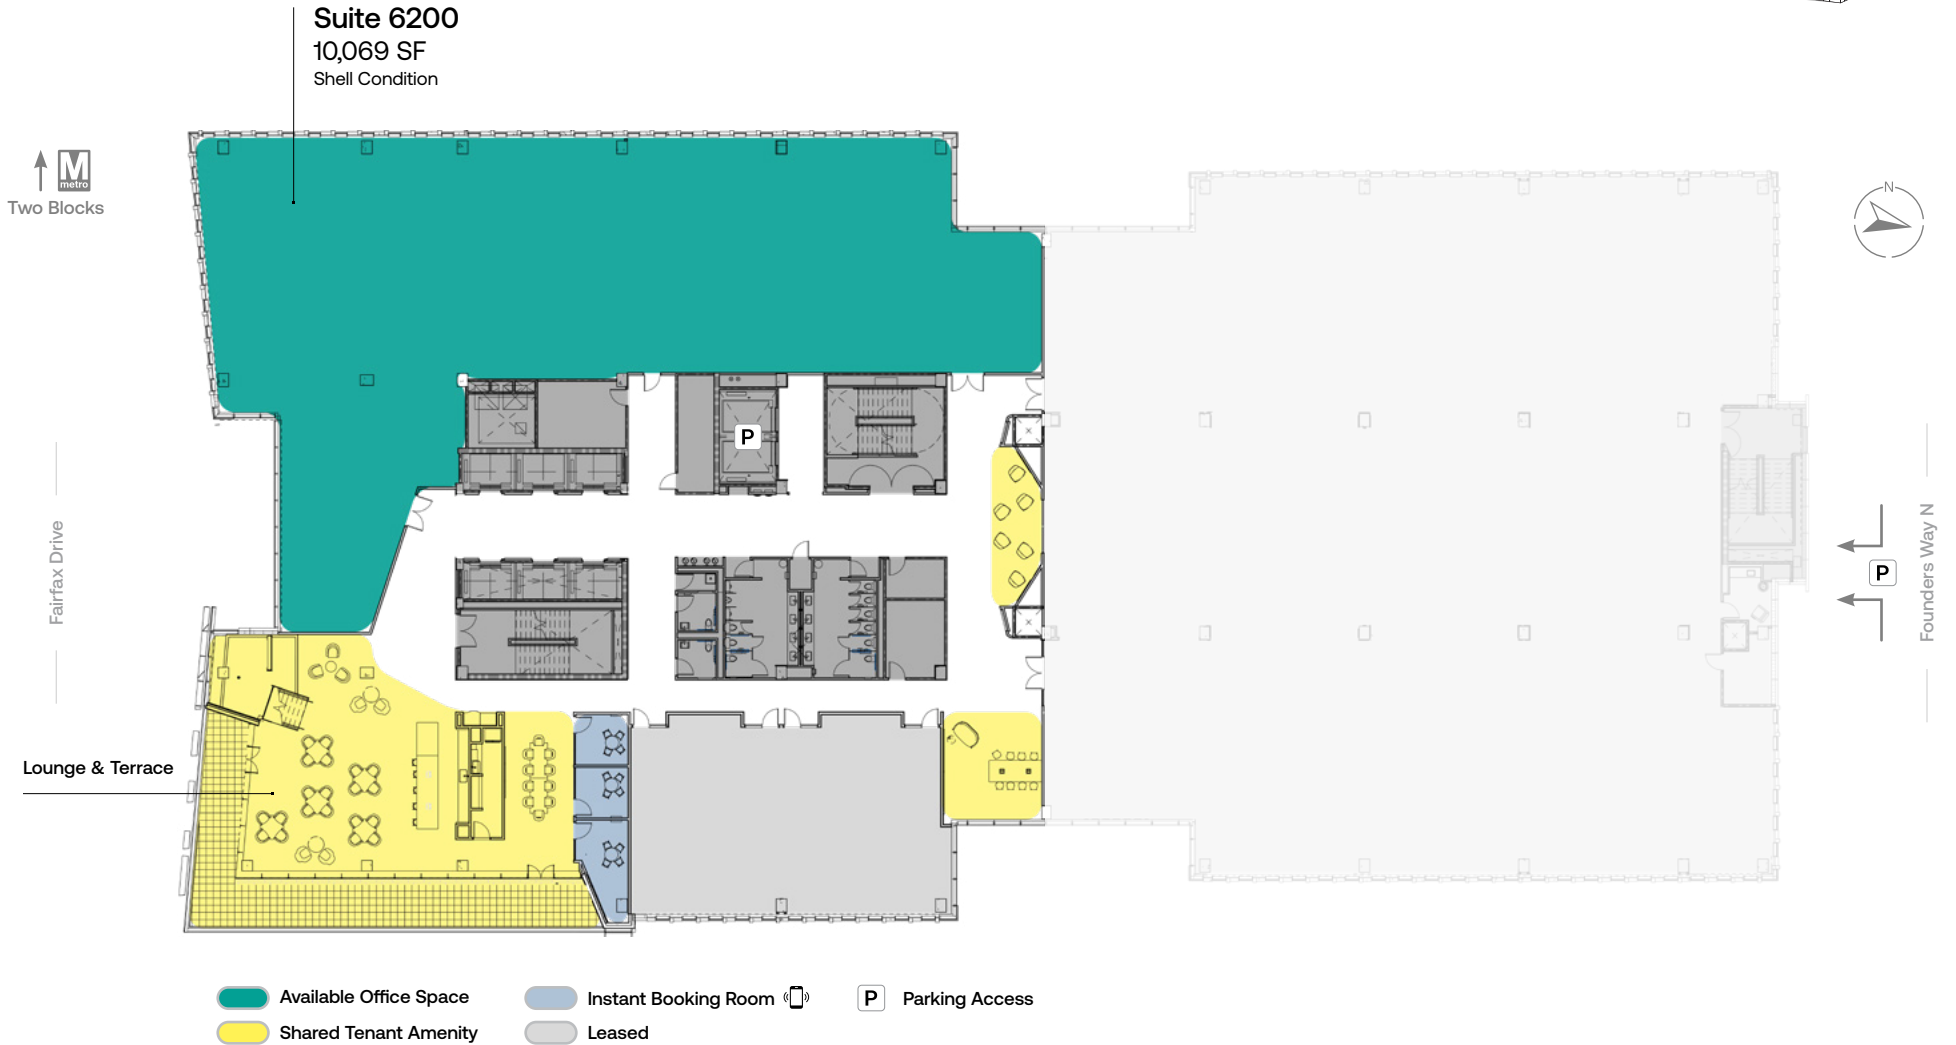 Suite 6200
10,069 SF
Shell Condition
M
metro
Two Blocks
N
P
Fairfax Drive
P
Founders Way N
Lounge & Terrace
Available Office Space
Instant Booking Room
P Parking Access
Shared Tenant Amenity
Leased